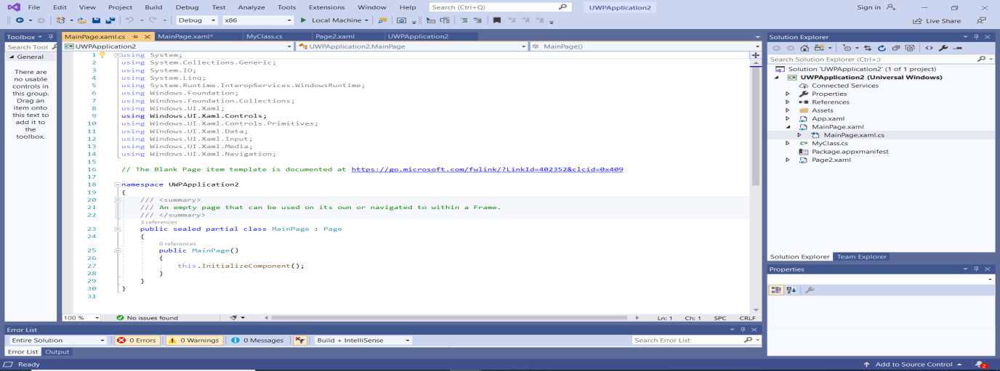 File Edit View Project Build Debug Test Analyze Tools Extensions Window Help Search (Ctrl+Q) UWPApplication2 Sign in
Debug x86 Local Machine Live Share
Toolbox
Search Tool
General
There are
no usable
controls in
this group.
Drag an
item onto
this text to
add it to
the
toolbox.
MainPage.xaml.cs MainPage.xaml* MyClass.cs Page2.xaml UWPApplication2
UWPApplication2 UWPApplication2.MainPage MainPage()
1 using System;
2 using System.Collections.Generic;
3 using System.IO;
4 using System.Linq;
5 using System.Runtime.InteropServices.WindowsRuntime;
6 using Windows.Foundation;
7 using Windows.Foundation.Collections;
8 using Windows.UI.Xaml;
9 using Windows.UI.Xaml.Controls;
10 using Windows.UI.Xaml.Controls.Primitives;
11 using Windows.UI.Xaml.Data;
12 using Windows.UI.Xaml.Input;
13 using Windows.UI.Xaml.Media;
14 using Windows.UI.Xaml.Navigation;
15
16 // The Blank Page item template is documented at https://go.microsoft.com/fwlink/?LinkId=402352&clcid=0x409
17
18 namespace UWPApplication2
19 {
20 /// <summary>
21 /// An empty page that can be used on its own or navigated to within a Frame.
22 /// </summary>
3 references
23 public sealed partial class MainPage : Page
24 {
0 references
25 public MainPage()
26 {
27 this.InitializeComponent();
28 }
29 }
30 }
31
100 % No issues found Ln: 1 Ch: 1 SPC CRLF
Error List
Entire Solution 0 Errors 0 Warnings 0 Messages Build + IntelliSense Search Error List
Error List Output
Solution Explorer
Search Solution Explorer (Ctrl+;)
Solution 'UWPApplication2' (1 of 1 project)
UWPApplication2 (Universal Windows)
Connected Services
Properties
References
Assets
App.xaml
MainPage.xaml
MainPage.xaml.cs
MyClass.cs
Package.appxmanifest
Page2.xaml
Solution Explorer Team Explorer
Properties
Ready Add to Source Control 2